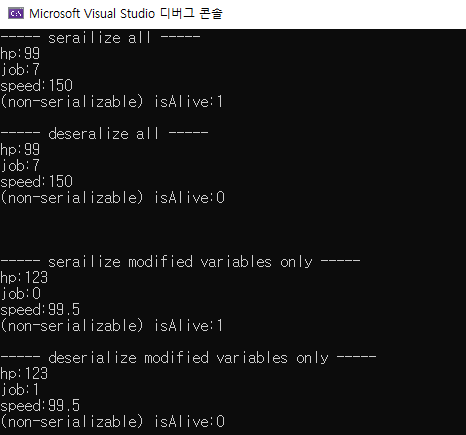 Microsoft Visual Studio 디버그 콘솔
----- serailize all -----
hp:99
job:7
speed:150
(non-serializable) isAlive:1
----- deseralize all -----
hp:99
job:7
speed:150
(non-serializable) isAlive:0
----- serailize modified variables only -----
hp:123
job:0
speed:99.5
(non-serializable) isAlive:1
----- deserialize modified variables only -----
hp:123
job:1
speed:99.5
(non-serializable) isAlive:0